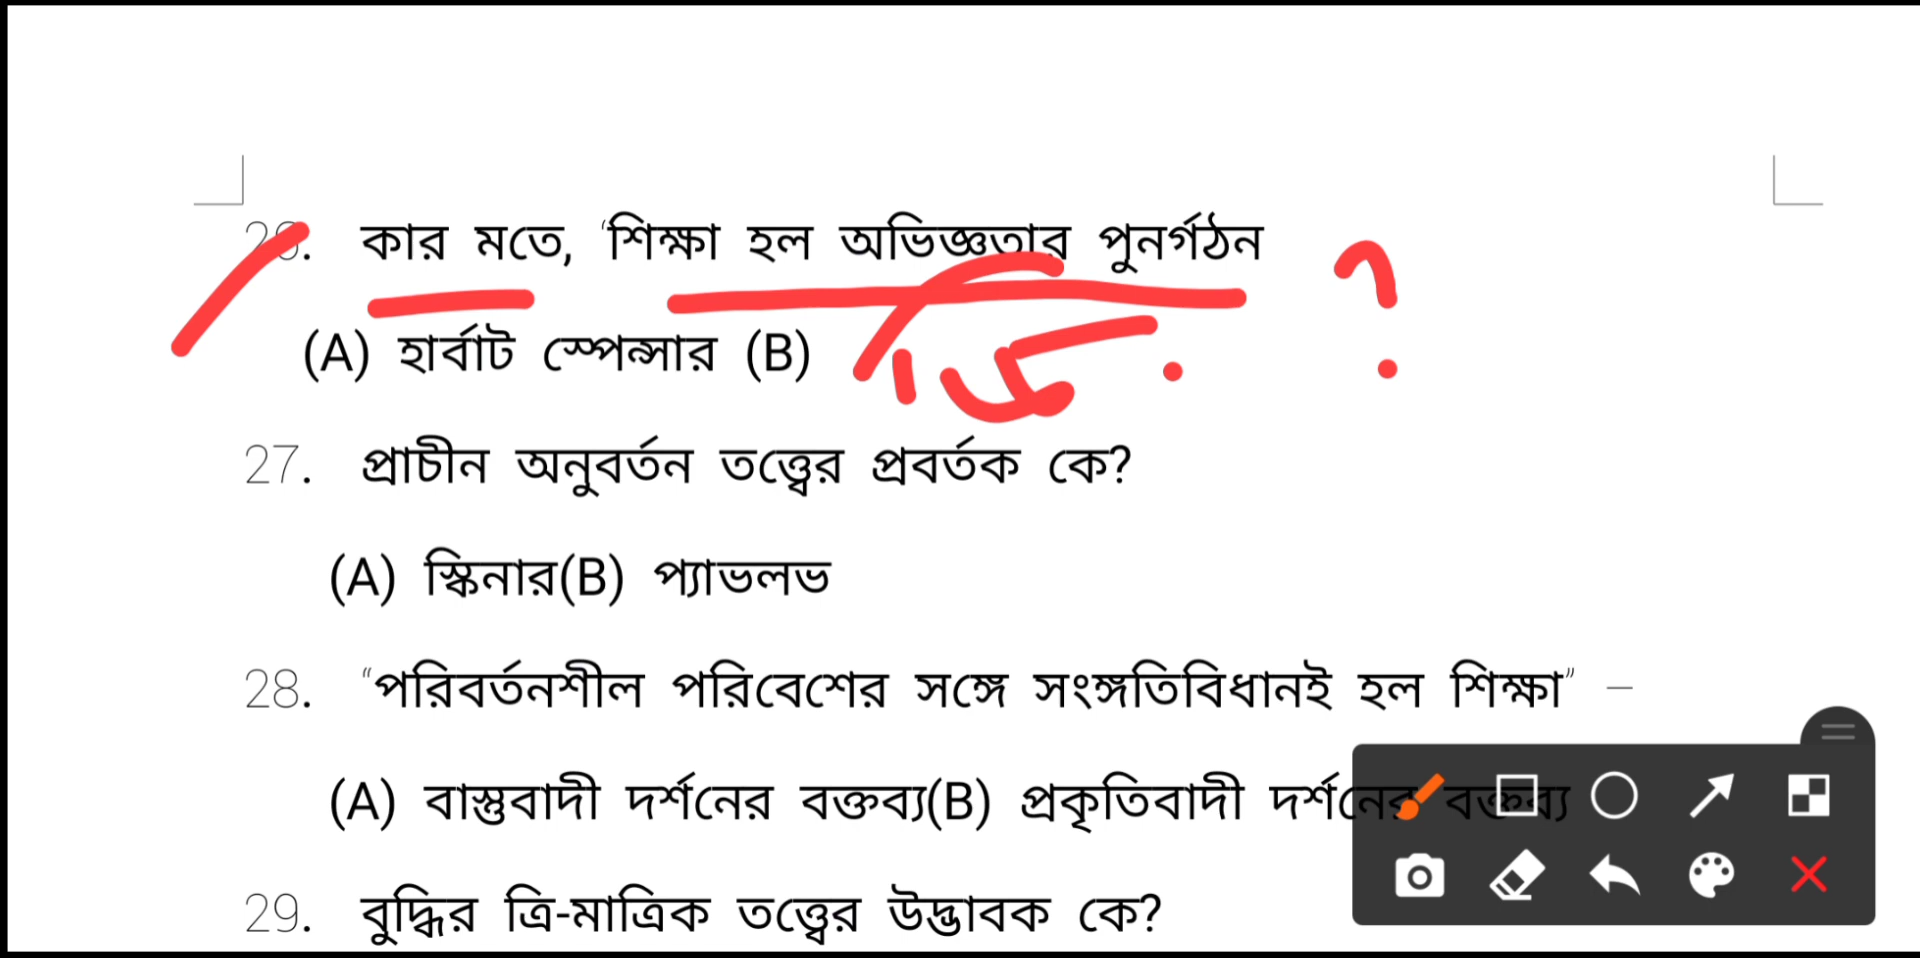 26. কার মতে, ‘শিক্ষা হল অভিজ্ঞতার পুনর্গঠন ?
(A) হার্বাট স্পেন্সার (B)
27. প্রাচীন অনুবর্তন তত্ত্বের প্রবর্তক কে?
(A) স্কিনার(B) প্যাভলভ
28. “পরিবর্তনশীল পরিবেশের সঙ্গে সংঙ্গতিবিধানই হল শিক্ষা” –
(A) বাস্তুবাদী দর্শনের বক্তব্য(B) প্রকৃতিবাদী দর্শনের বক্তব্য
29. বুদ্ধির ত্রি-মাত্রিক তত্ত্বের উদ্ভাবক কে?